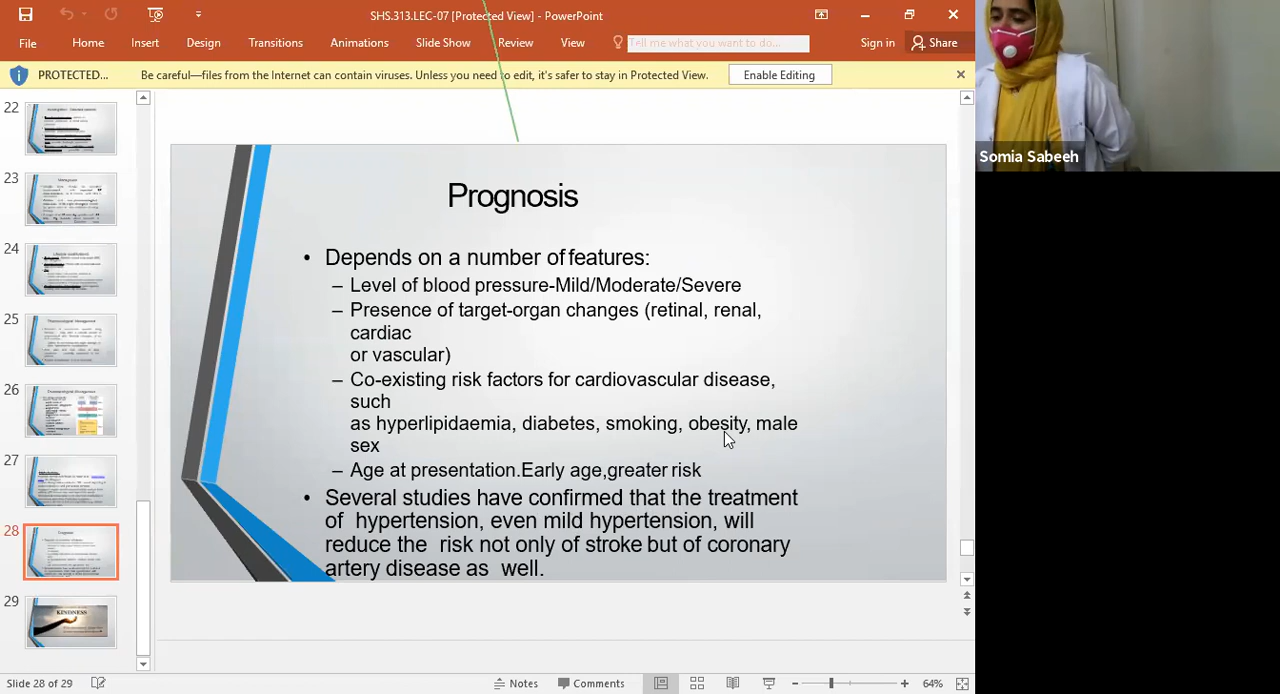 SHS.313.LEC-07 [Protected View] - PowerPoint
File Home Insert Design Transitions Animations Slide Show Review View Tell me what you want to do... Sign in Share
PROTECTED... Be careful—files from the Internet can contain viruses. Unless you need to edit, it's safer to stay in Protected View. Enable Editing
22
23
24
25
26
27
28
29
KINDNESS
Prognosis
• Depends on a number of features:
– Level of blood pressure-Mild/Moderate/Severe
– Presence of target-organ changes (retinal, renal,
cardiac
or vascular)
– Co-existing risk factors for cardiovascular disease,
such
as hyperlipidaemia, diabetes, smoking, obesity, male
sex
– Age at presentation.Early age,greater risk
• Several studies have confirmed that the treatment
of hypertension, even mild hypertension, will
reduce the risk not only of stroke but of coronary
artery disease as well.
Somia Sabeeh
Slide 28 of 29 Notes Comments 64%